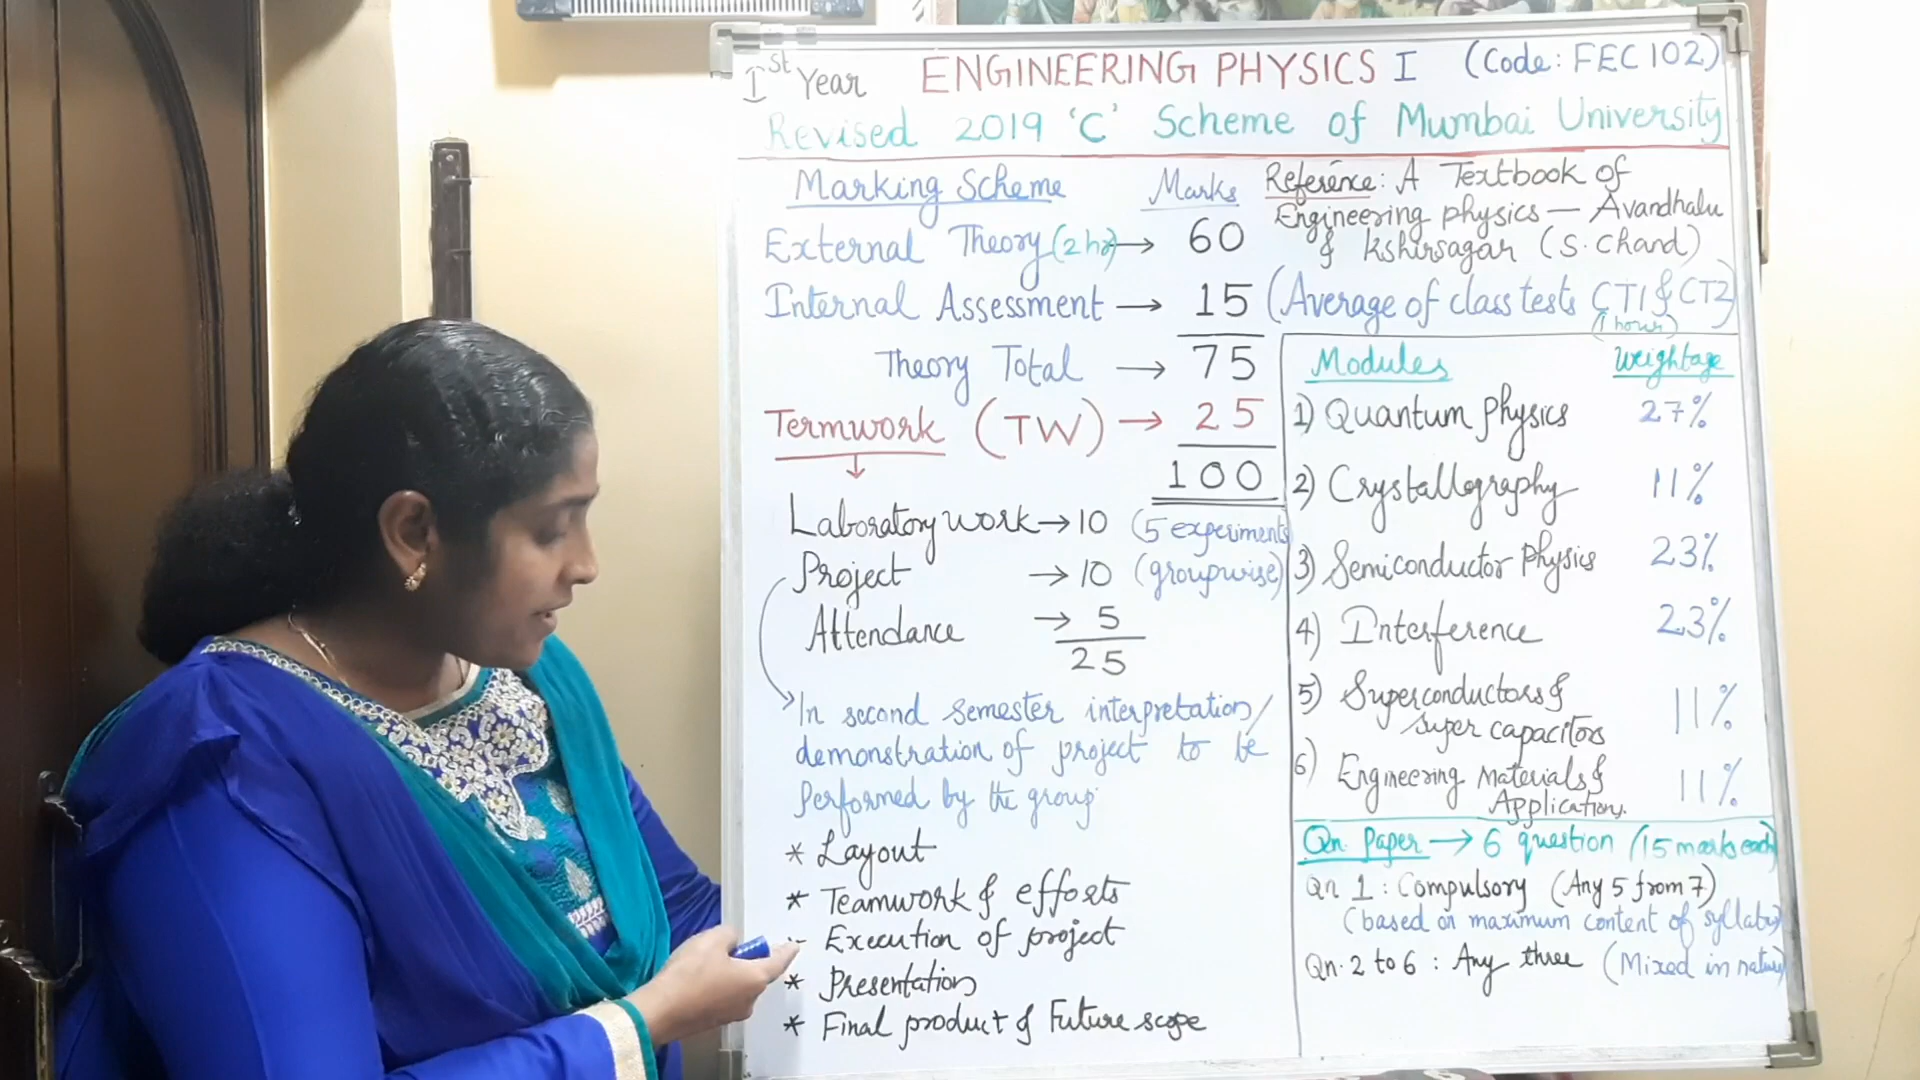 Ist Year ENGINEERING PHYSICS I (Code: FEC 102)
Revised 2019 'C' Scheme of Mumbai University
Marking Scheme Marks
External Theory (2 hr) → 60
Internal Assessment → 15 (Average of class tests CT1 & CT2)
(1 hour)
Theory Total → 75
Termwork (TW) → 25
100
Laboratory work → 10 (5 experiments
Project → 10 (groupwise)
Attendance → 5
25
In second semester interpretation/
demonstration of project to be
performed by the group
* Layout
* Teamwork & efforts
- Execution of project
* Presentation
* Final product & Future scope
Reference: A Textbook of
Engineering physics — Avandhalu
& Kshirsagar (S. Chand)
Modules Weightage
1) Quantum Physics 27%
2) Crystallography 11%
3) Semiconductor Physics 23%
4) Interference 23%
5) Superconductors &
super capacitors 11%
6) Engineering Materials &
Applications. 11%
Qn. Paper → 6 question (15 marks each)
Qn 1 : Compulsory (Any 5 from 7)
(based on maximum content of syllabus)
Qn. 2 to 6 : Any three (Mixed in nature)